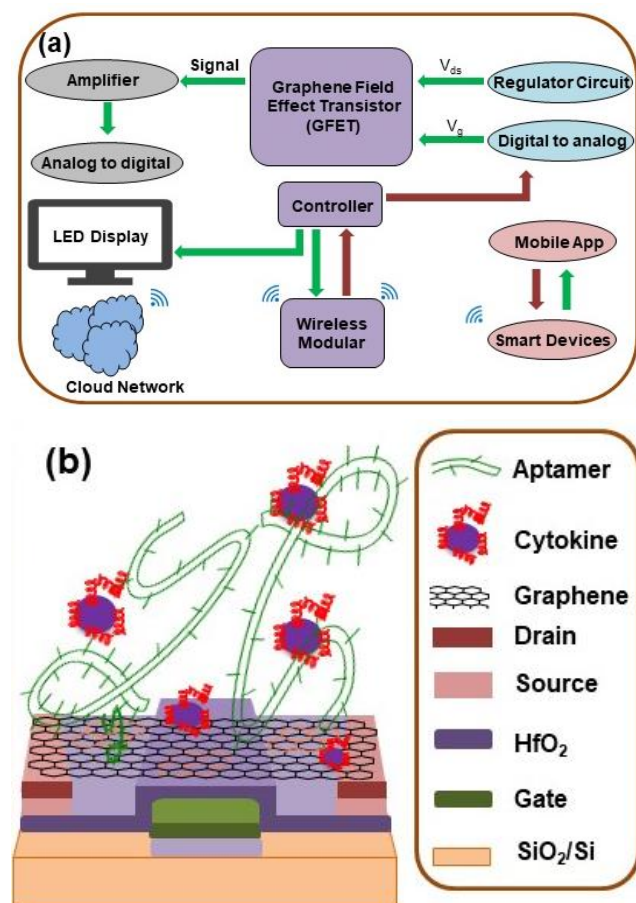 (a)
Amplifier
Signal
Graphene Field
Effect Transistor
(GFET)
Vds
Regulator Circuit
Vg
Digital to analog
Analog to digital
Controller
LED Display
Mobile App
Wireless
Modular
Smart Devices
Cloud Network
(b)
Aptamer
Cytokine
Graphene
Drain
Source
HfO₂
Gate
SiO₂/Si